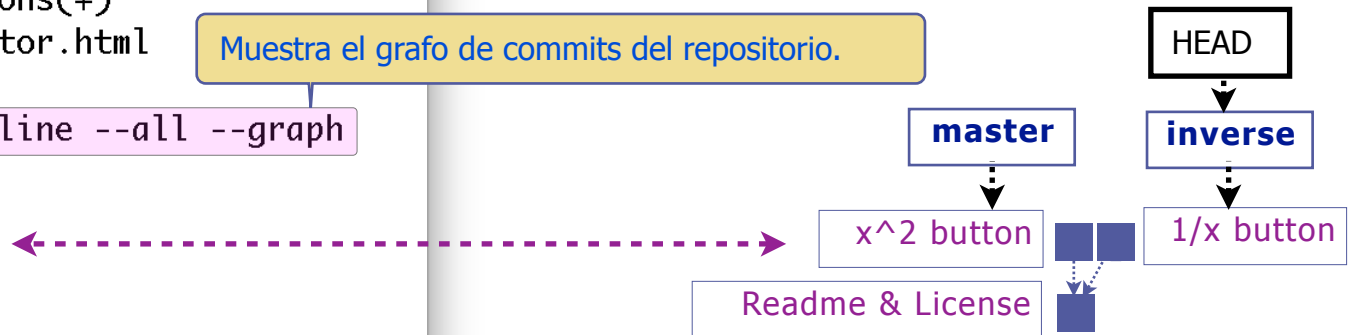 tor.html
Muestra el grafo de commits del repositorio.
HEAD
line --all --graph
master
inverse
x^2 button
1/x button
Readme & License